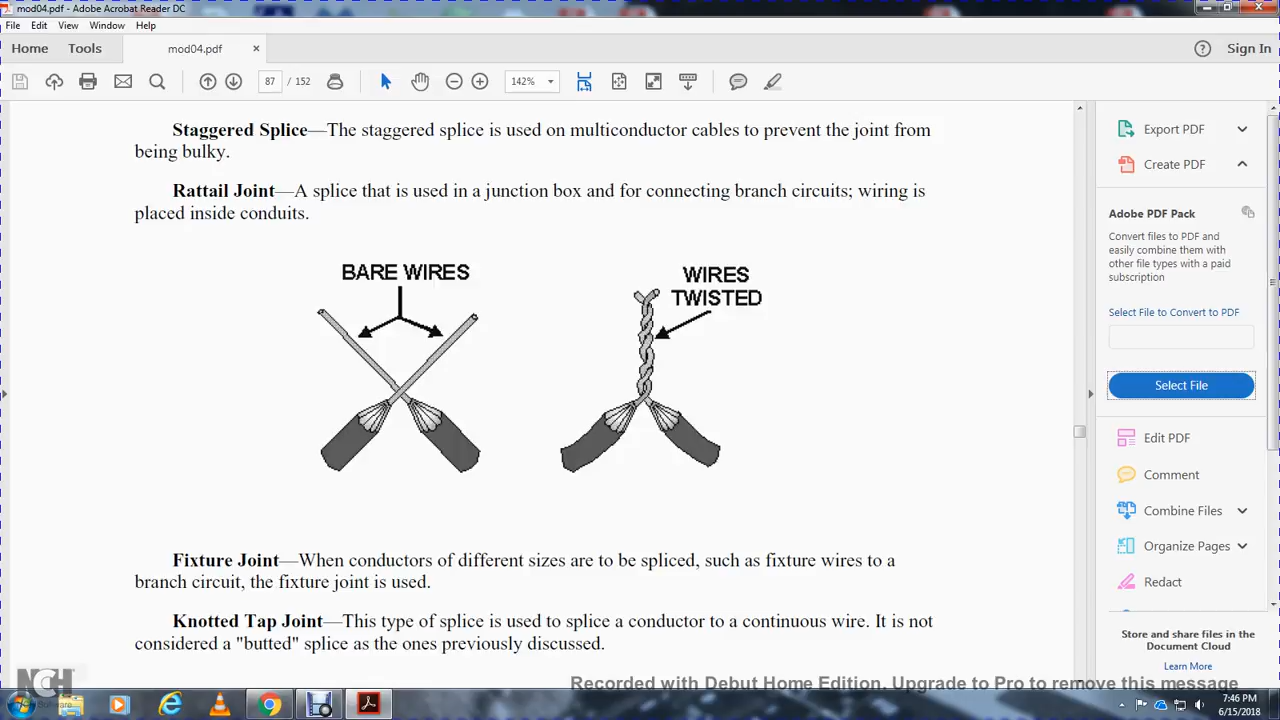 mod04.pdf - Adobe Acrobat Reader DC
File Edit View Window Help
Home Tools mod04.pdf × ? Sign In
87 / 152 142%
Staggered Splice—The staggered splice is used on multiconductor cables to prevent the joint from
being bulky.
Rattail Joint—A splice that is used in a junction box and for connecting branch circuits; wiring is
placed inside conduits.
BARE WIRES
WIRES
TWISTED
Fixture Joint—When conductors of different sizes are to be spliced, such as fixture wires to a
branch circuit, the fixture joint is used.
Knotted Tap Joint—This type of splice is used to splice a conductor to a continuous wire. It is not
considered a "butted" splice as the ones previously discussed.
Export PDF
Create PDF
Adobe PDF Pack
Convert files to PDF and
easily combine them with
other file types with a paid
subscription
Select File to Convert to PDF
Select File
Edit PDF
Comment
Combine Files
Organize Pages
Redact
Store and share files in the
Document Cloud
Learn More
NCH
Software
Recorded with Debut Home Edition. Upgrade to Pro to remove this message
7:46 PM
6/15/2018